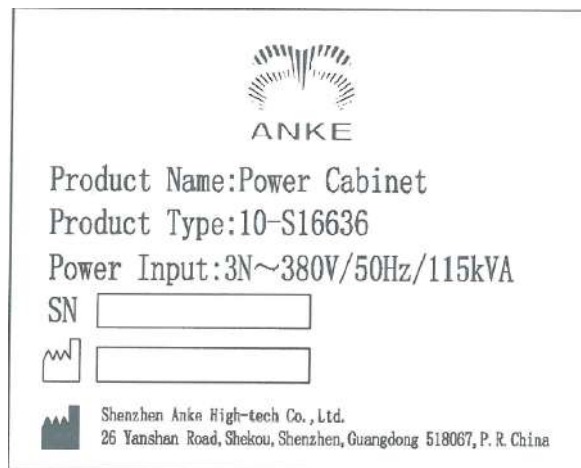 ANKE
Product Name:Power Cabinet
Product Type:10-S16636
Power Input:3N～380V/50Hz/115kVA
SN
Shenzhen Anke High-tech Co.,Ltd.
26 Yanshan Road,Shekou,Shenzhen,Guangdong 518067,P.R.China